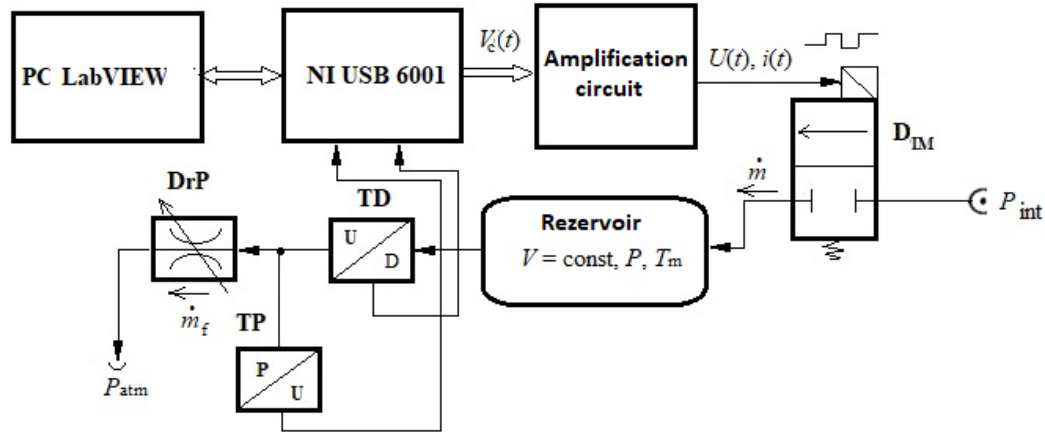 PC LabVIEW
NI USB 6001
Vc(t)
Amplification
circuit
U(t), i(t)
DIM
ṁ
Pint
DrP
TD
U
D
Rezervoir
V = const, P, Tm
ṁf
TP
P
U
Patm